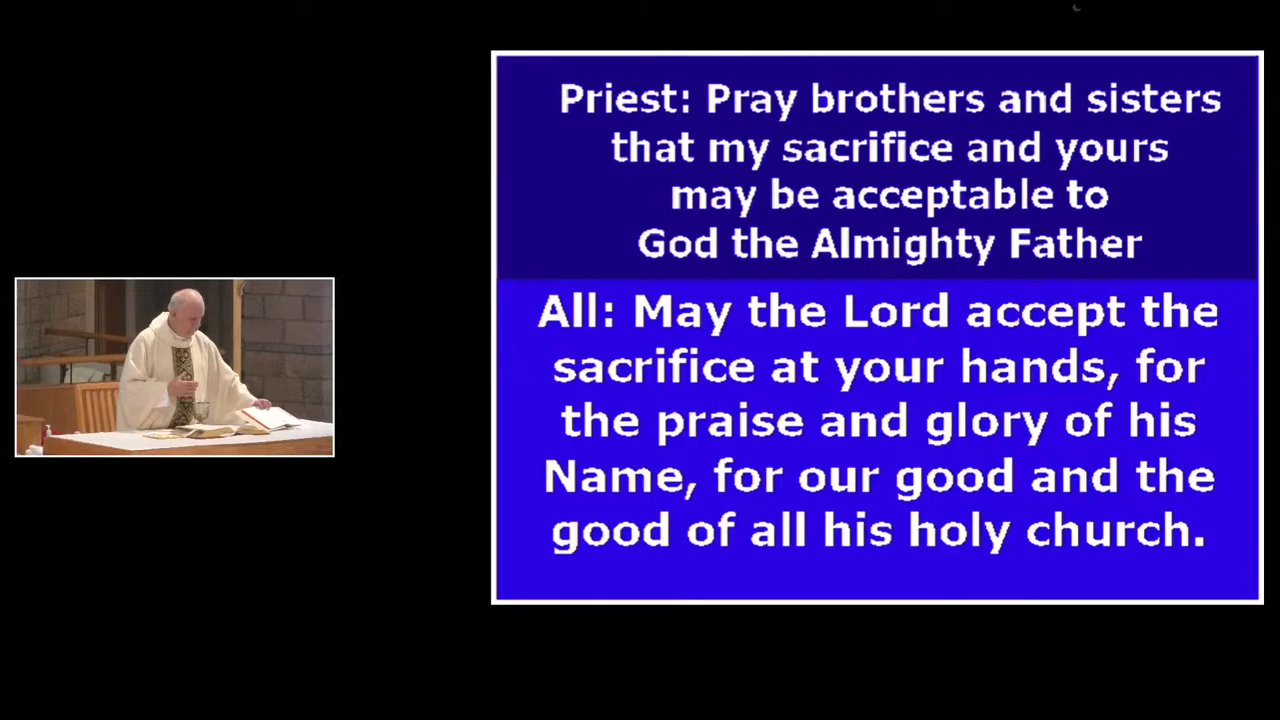 Priest: Pray brothers and sisters
that my sacrifice and yours
may be acceptable to
God the Almighty Father
All: May the Lord accept the
sacrifice at your hands, for
the praise and glory of his
Name, for our good and the
good of all his holy church.